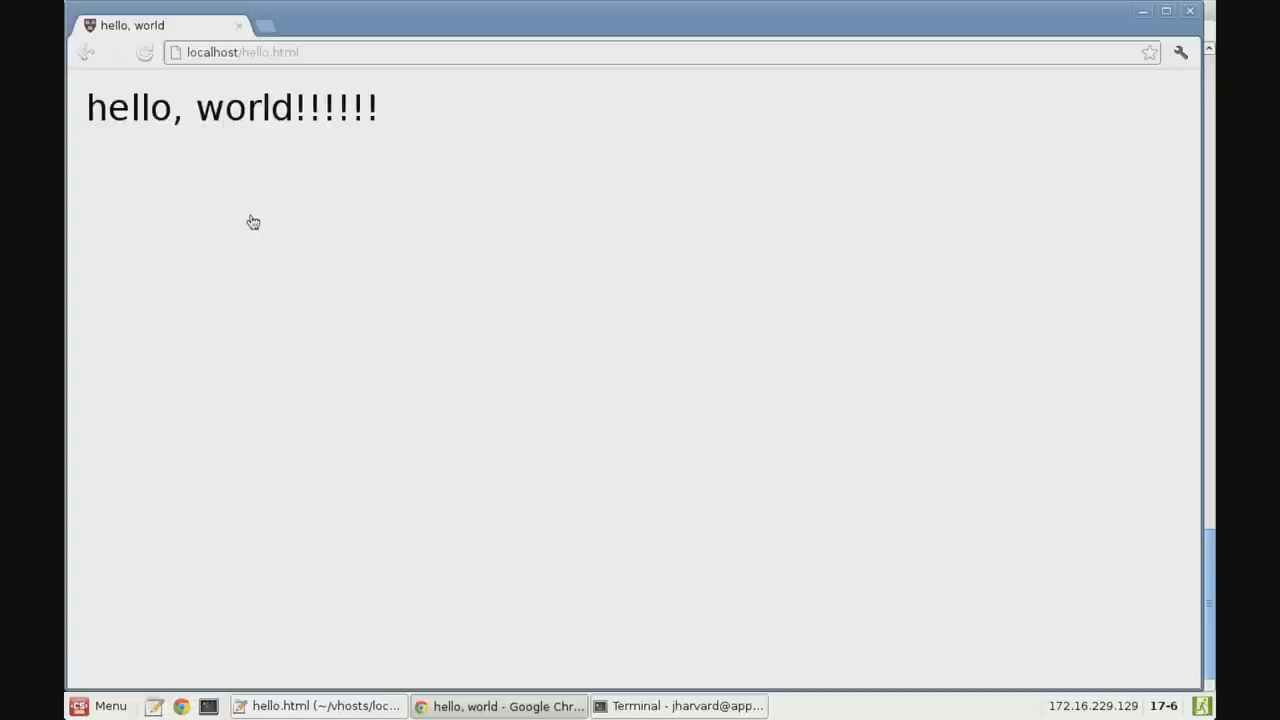 hello, world
localhost/hello.html
hello, world!!!!!!
Menu
hello.html (~/vhosts/loc...
hello, world - Google Chr...
Terminal - jharvard@app...
172.16.229.129
17-6